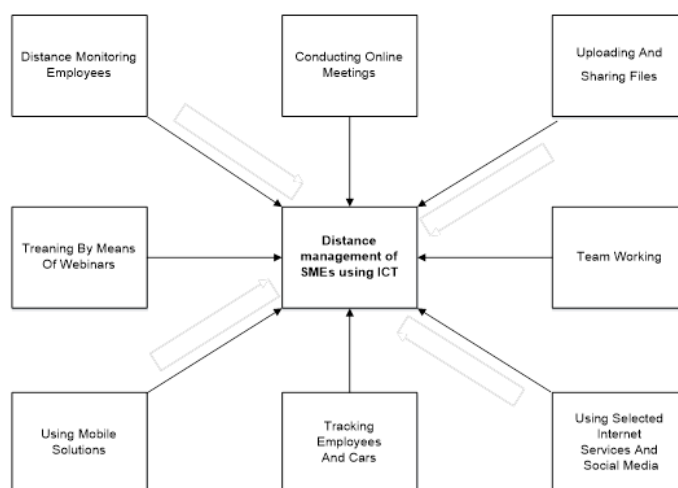 Distance Monitoring
Employees
Conducting Online
Meetings
Uploading And
Sharing Files
Treaning By Means
Of Webinars
Distance
management of
SMEs using ICT
Team Working
Using Mobile
Solutions
Tracking
Employees
And Cars
Using Selected
Internet
Services And
Social Media